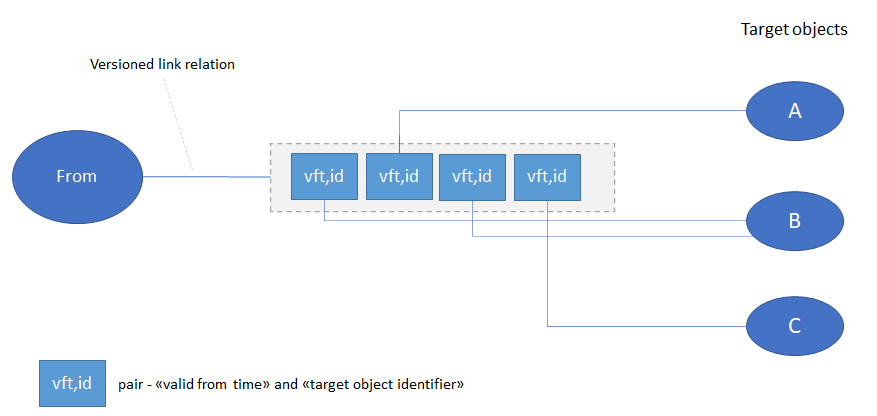 Target objects
Versioned link relation
A
From
vft,id vft,id vft,id vft,id
B
C
vft,id pair - «valid from time» and «target object identifier»